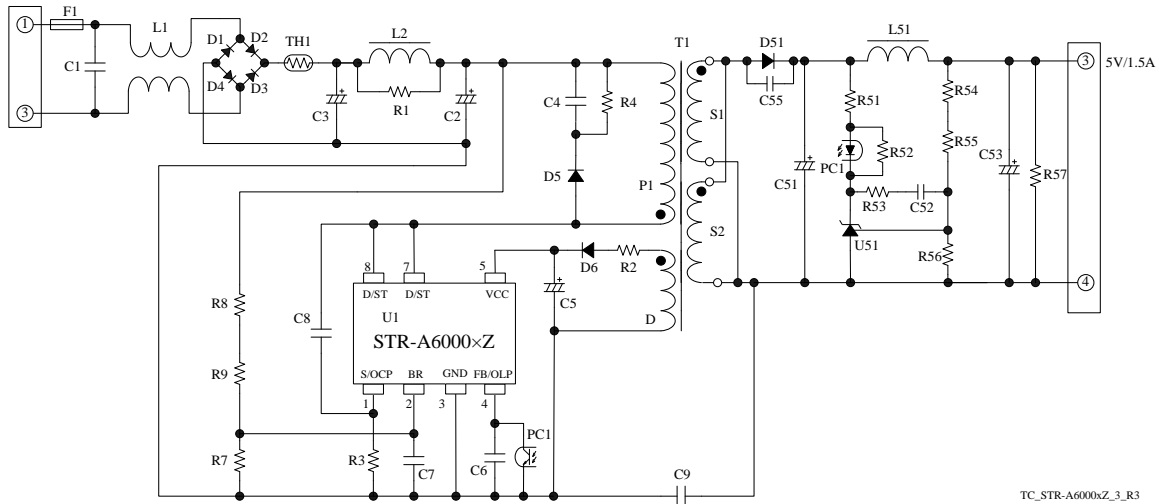 1
F1
L1
D1
D2
D4
D3
C1
3
TH1
C3
L2
R1
C2
C4
R4
D5
P1
T1
S1
S2
D
D51
C55
C51
L51
R51
PC1
R52
R53
C52
U51
R54
R55
R56
C53
R57
3
5V/1.5A
4
8
7
5
D/ST
D/ST
VCC
U1
STR-A6000×Z
S/OCP
BR
GND
FB/OLP
1
2
3
4
D6
R2
C5
C8
R8
R9
R7
R3
C7
C6
PC1
C9
TC_STR-A6000xZ_3_R3